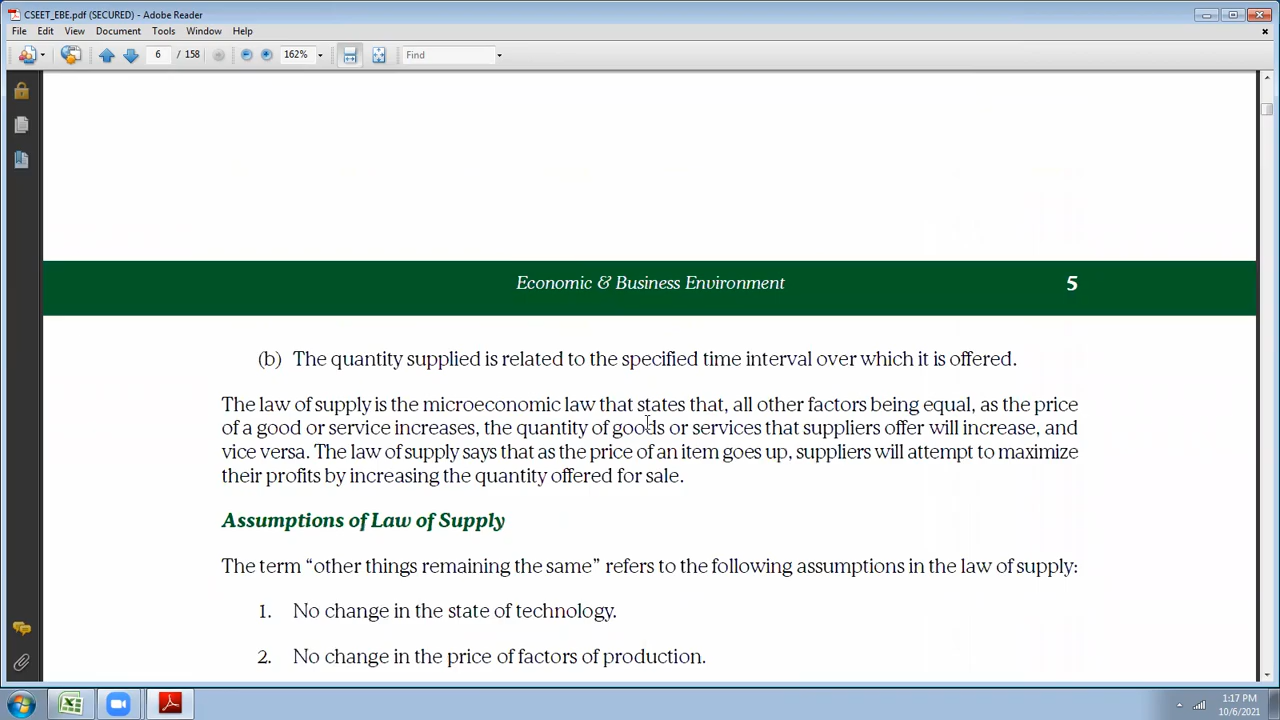 CSEET_EBE.pdf (SECURED) - Adobe Reader
File Edit View Document Tools Window Help
6 / 158 162% Find
Economic & Business Environment 5
(b) The quantity supplied is related to the specified time interval over which it is offered.
The law of supply is the microeconomic law that states that, all other factors being equal, as the price
of a good or service increases, the quantity of goods or services that suppliers offer will increase, and
vice versa. The law of supply says that as the price of an item goes up, suppliers will attempt to maximize
their profits by increasing the quantity offered for sale.
Assumptions of Law of Supply
The term “other things remaining the same” refers to the following assumptions in the law of supply:
1. No change in the state of technology.
2. No change in the price of factors of production.
1:17 PM
10/6/2021